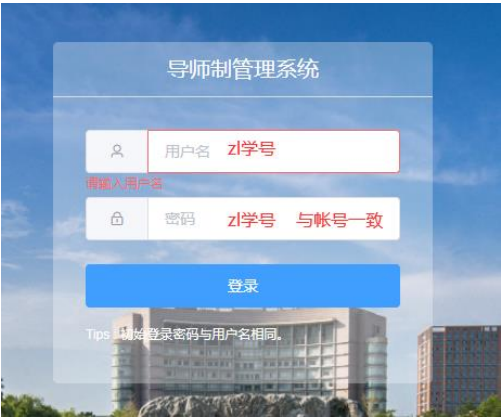 导师制管理系统
用户名 zl学号
请输入用户名
密码 zl学号 与帐号一致
登录
Tips : 初始登录密码与用户名相同。